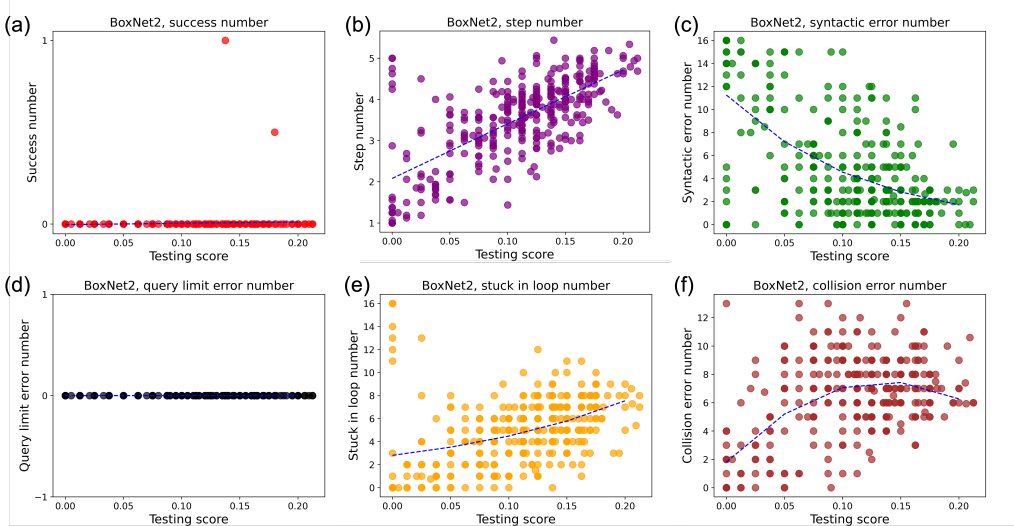 (a)
BoxNet2, success number
1
0
Success number
0.00 0.05 0.10 0.15 0.20
Testing score
(b)
BoxNet2, step number
5
4
3
2
1
Step number
0.00 0.05 0.10 0.15 0.20
Testing score
(c)
BoxNet2, syntactic error number
16
14
12
10
8
6
4
2
0
Syntactic error number
0.00 0.05 0.10 0.15 0.20
Testing score
(d)
BoxNet2, query limit error number
1
0
−1
Query limit error number
0.00 0.05 0.10 0.15 0.20
Testing score
(e)
BoxNet2, stuck in loop number
16
14
12
10
8
6
4
2
0
Stuck in loop number
0.00 0.05 0.10 0.15 0.20
Testing score
(f)
BoxNet2, collision error number
12
10
8
6
4
2
0
Collision error number
0.00 0.05 0.10 0.15 0.20
Testing score